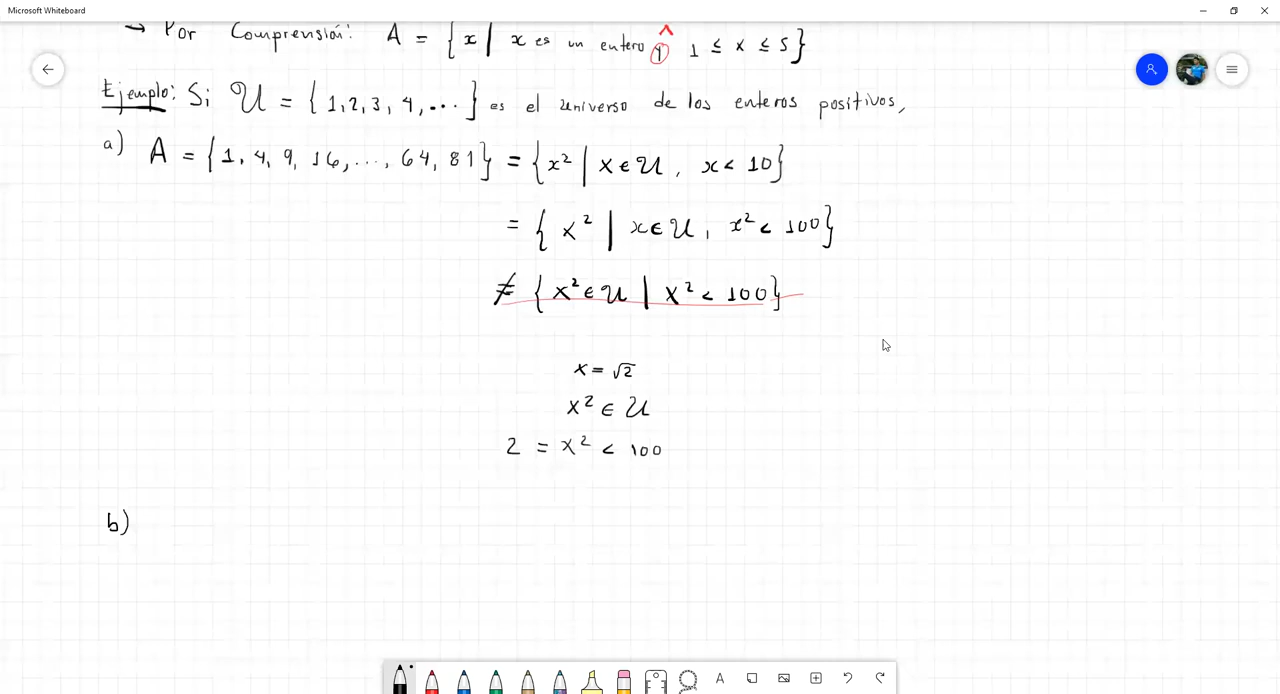 Microsoft Whiteboard
→ Por Comprensión: A = { x | x es un entero y ∧ 1 ≤ x ≤ 5 }
Ejemplo: Si U = { 1, 2, 3, 4, ... } es el universo de los enteros positivos,
a) A = { 1, 4, 9, 16, ..., 64, 81 } = { x² | x ∈ U, x < 10 }
= { x² | x ∈ U, x² < 100 }
≠ { x² ∈ U | x² < 100 }
x = √2
x² ∈ U
2 = x² < 100
b)
A